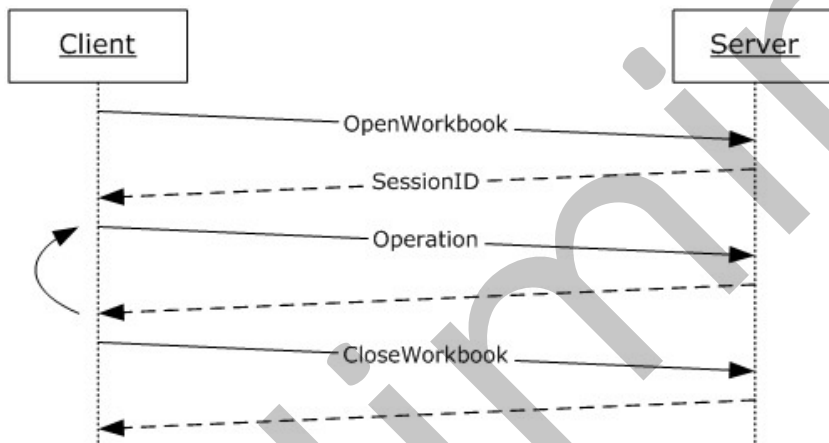 Client
Server
OpenWorkbook
SessionID
Operation
CloseWorkbook